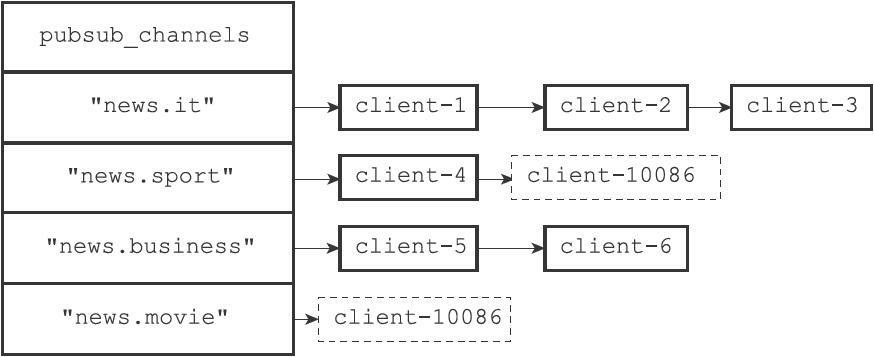 pubsub_channels
"news.it" client-1 client-2 client-3
"news.sport" client-4 client-10086
"news.business" client-5 client-6
"news.movie" client-10086